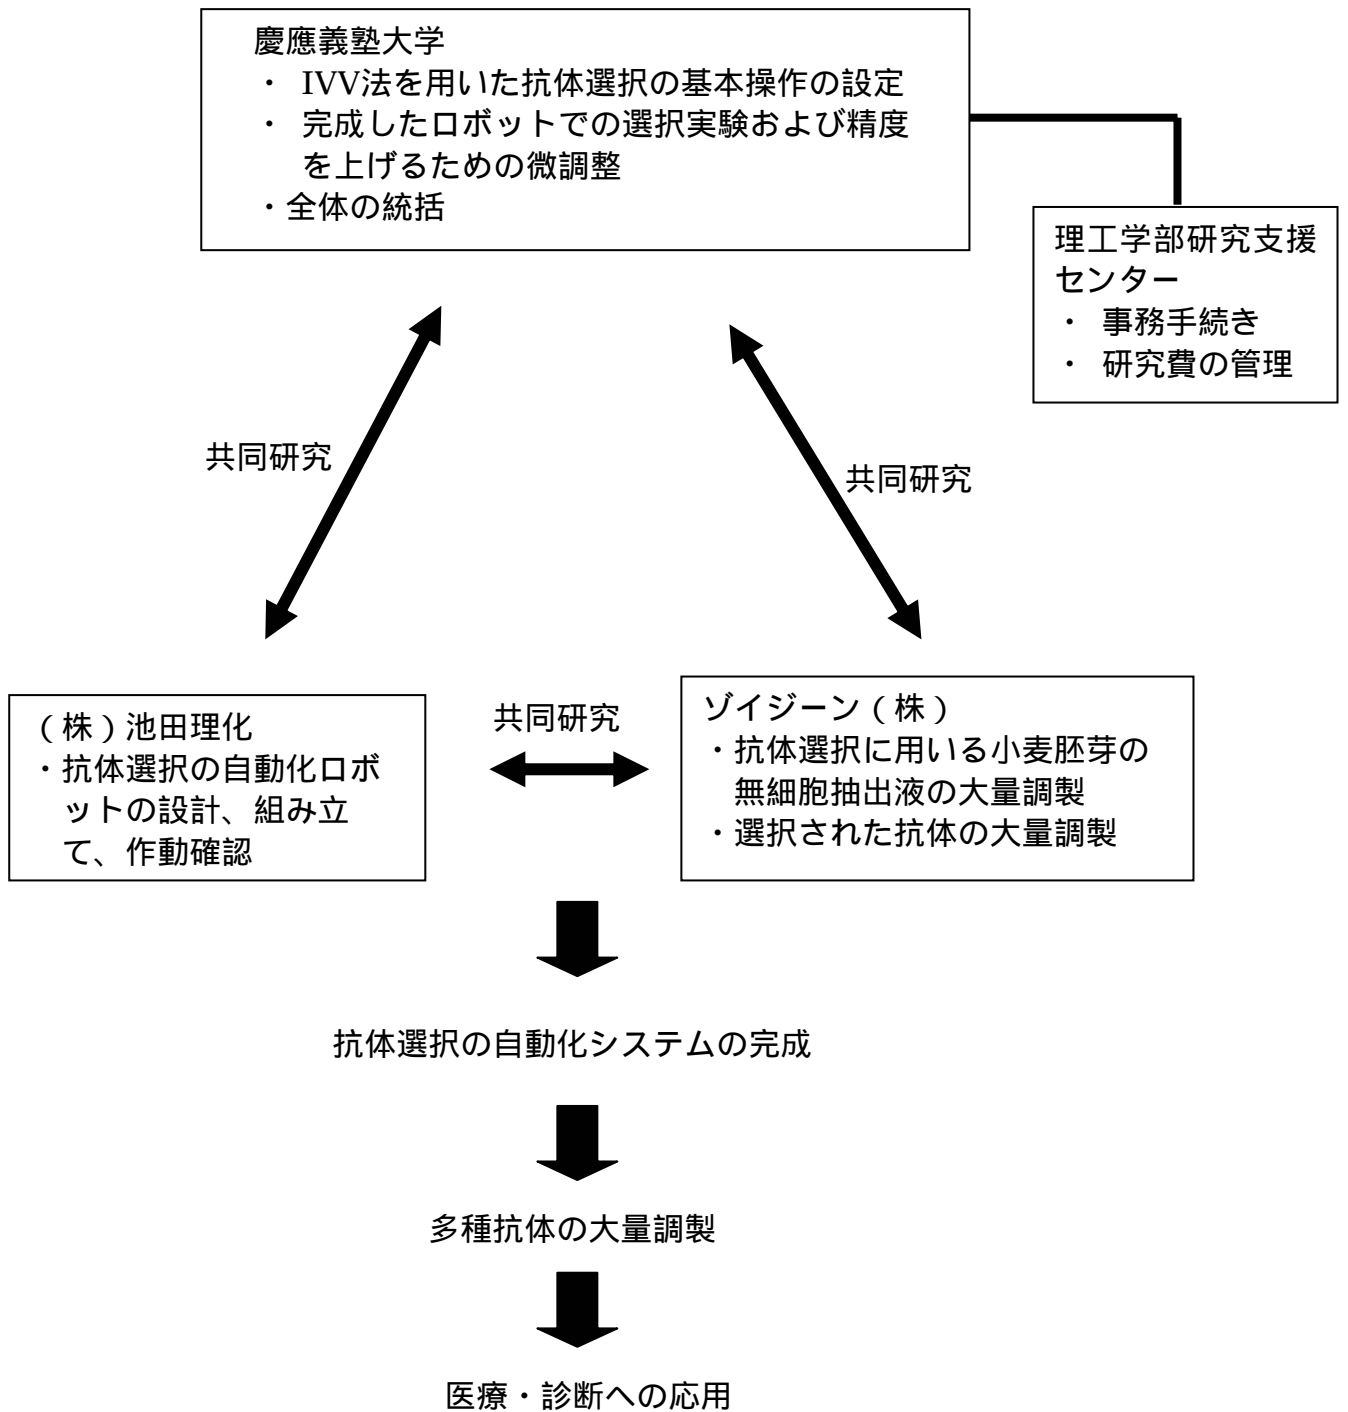 慶應義塾大学
・ IVV法を用いた抗体選択の基本操作の設定
・ 完成したロボットでの選択実験および精度
を上げるための微調整
・全体の統括
理工学部研究支援
センター
・ 事務手続き
・ 研究費の管理
共同研究
共同研究
（株）池田理化
・抗体選択の自動化ロボ
ットの設計、組み立
て、作動確認
共同研究
ゾイジーン（株）
・抗体選択に用いる小麦胚芽の
無細胞抽出液の大量調製
・選択された抗体の大量調製
抗体選択の自動化システムの完成
多種抗体の大量調製
医療・診断への応用